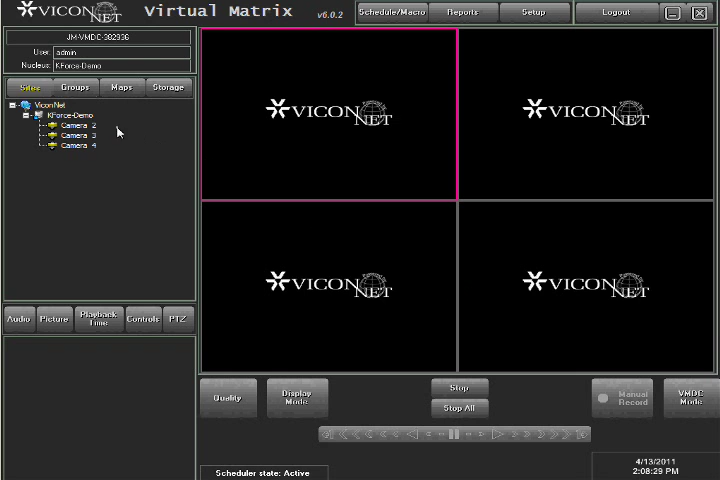 VICON NET Virtual Matrix v6.0.2
Schedule/Macro Reports Setup Logout
JM-VMDC-382936
User: admin
Nucleus: KForce-Demo
Sites Groups Maps Storage
ViconNet
KForce-Demo
Camera 2
Camera 3
Camera 4
VICON NET
VICON NET
VICON NET
VICON NET
Audio Picture Playback Time Controls PTZ
Quality
Display Mode
Stop
Stop All
Manual Record
VMDC Mode
Scheduler state: Active
4/13/2011
2:08:29 PM